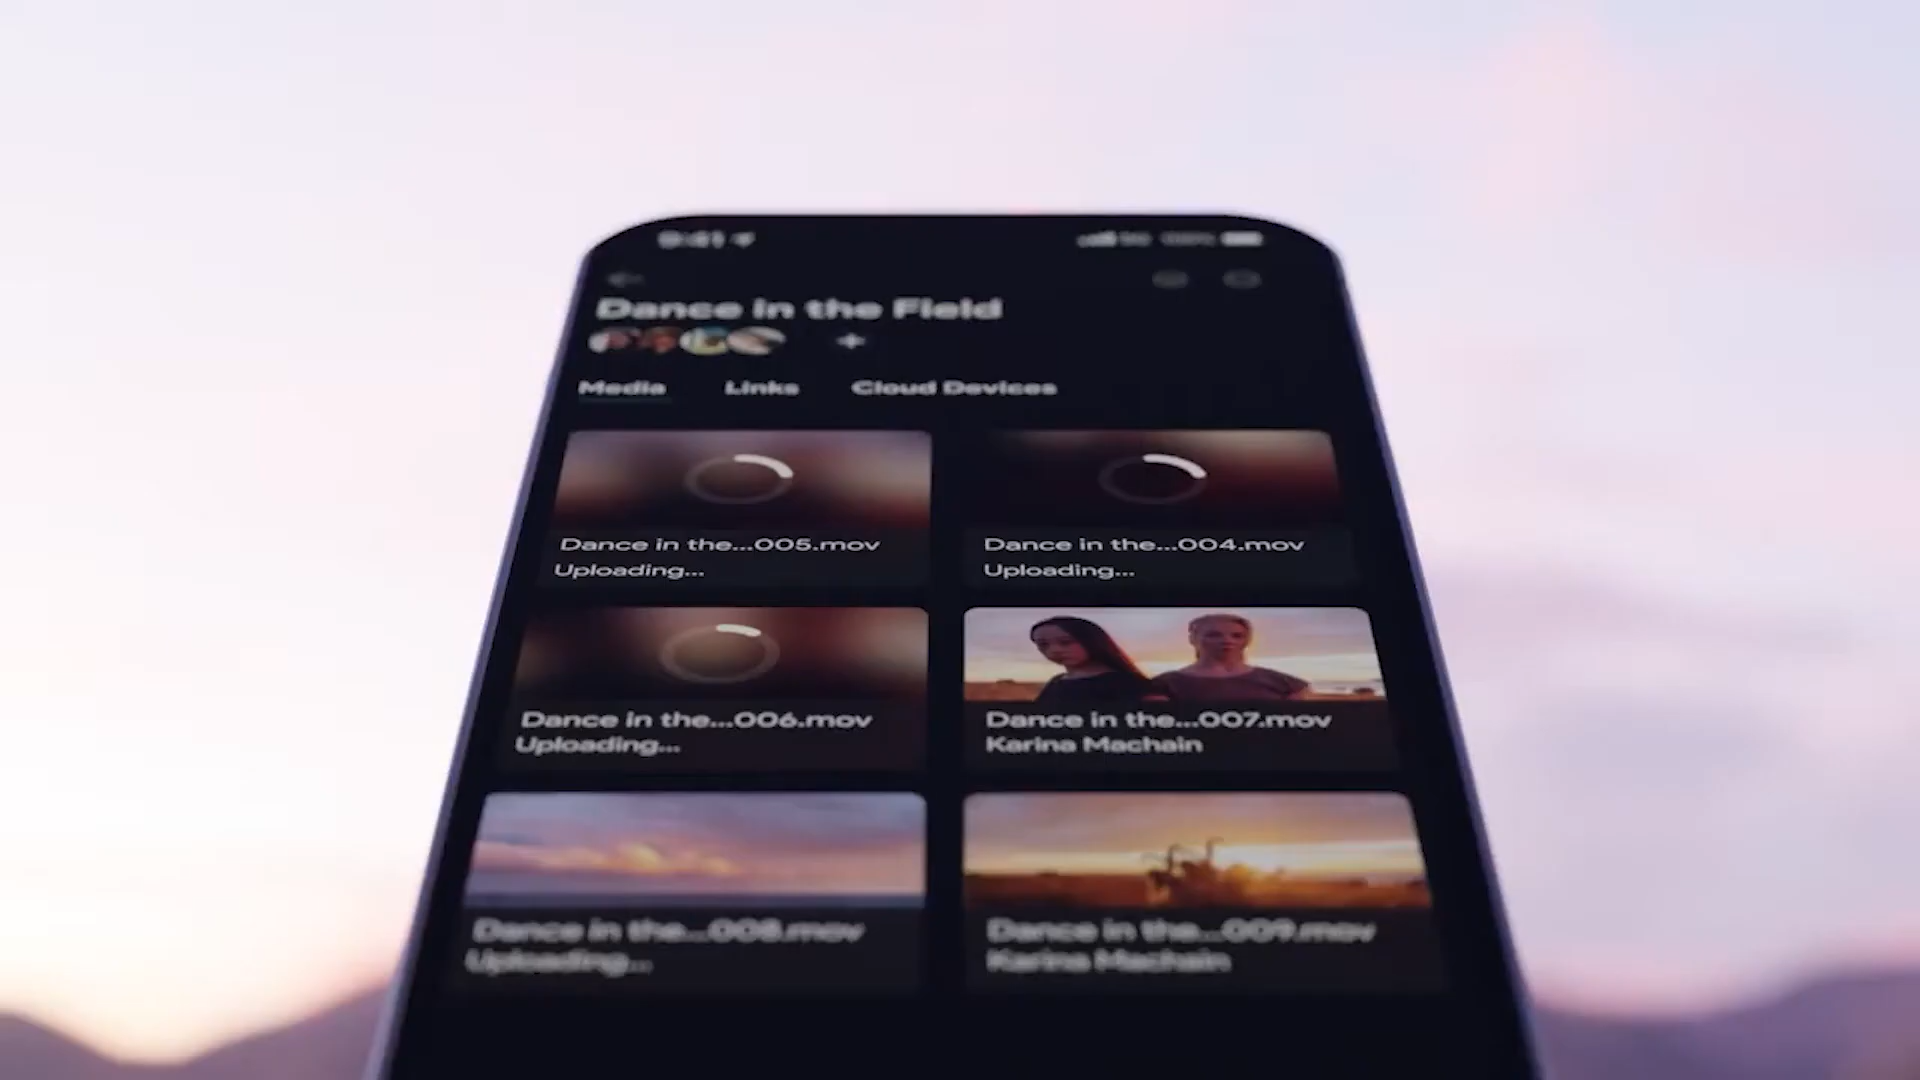 9:41
Dance in the Field
Media Links Cloud Devices
Dance in the...005.mov
Uploading...
Dance in the...004.mov
Uploading...
Dance in the...006.mov
Uploading...
Dance in the...007.mov
Karina Machain
Dance in the...008.mov
Uploading...
Dance in the...009.mov
Karina Machain